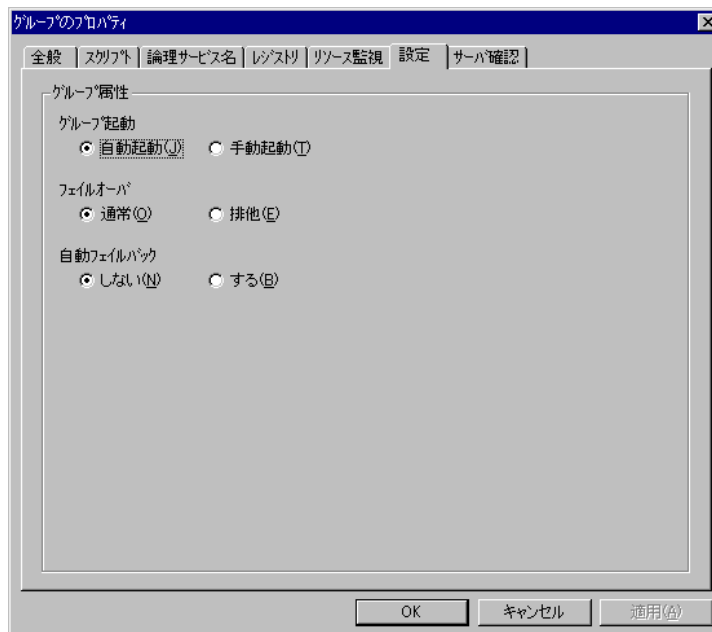 グループのプロパティ
全般 スクリプト 論理サービス名 レジストリ リソース監視 設定 サーバ確認
グループ属性
グループ起動
自動起動(J) 手動起動(T)
フェイルオーバ
通常(O) 排他(E)
自動フェイルバック
しない(N) する(B)
OK キャンセル 適用(A)